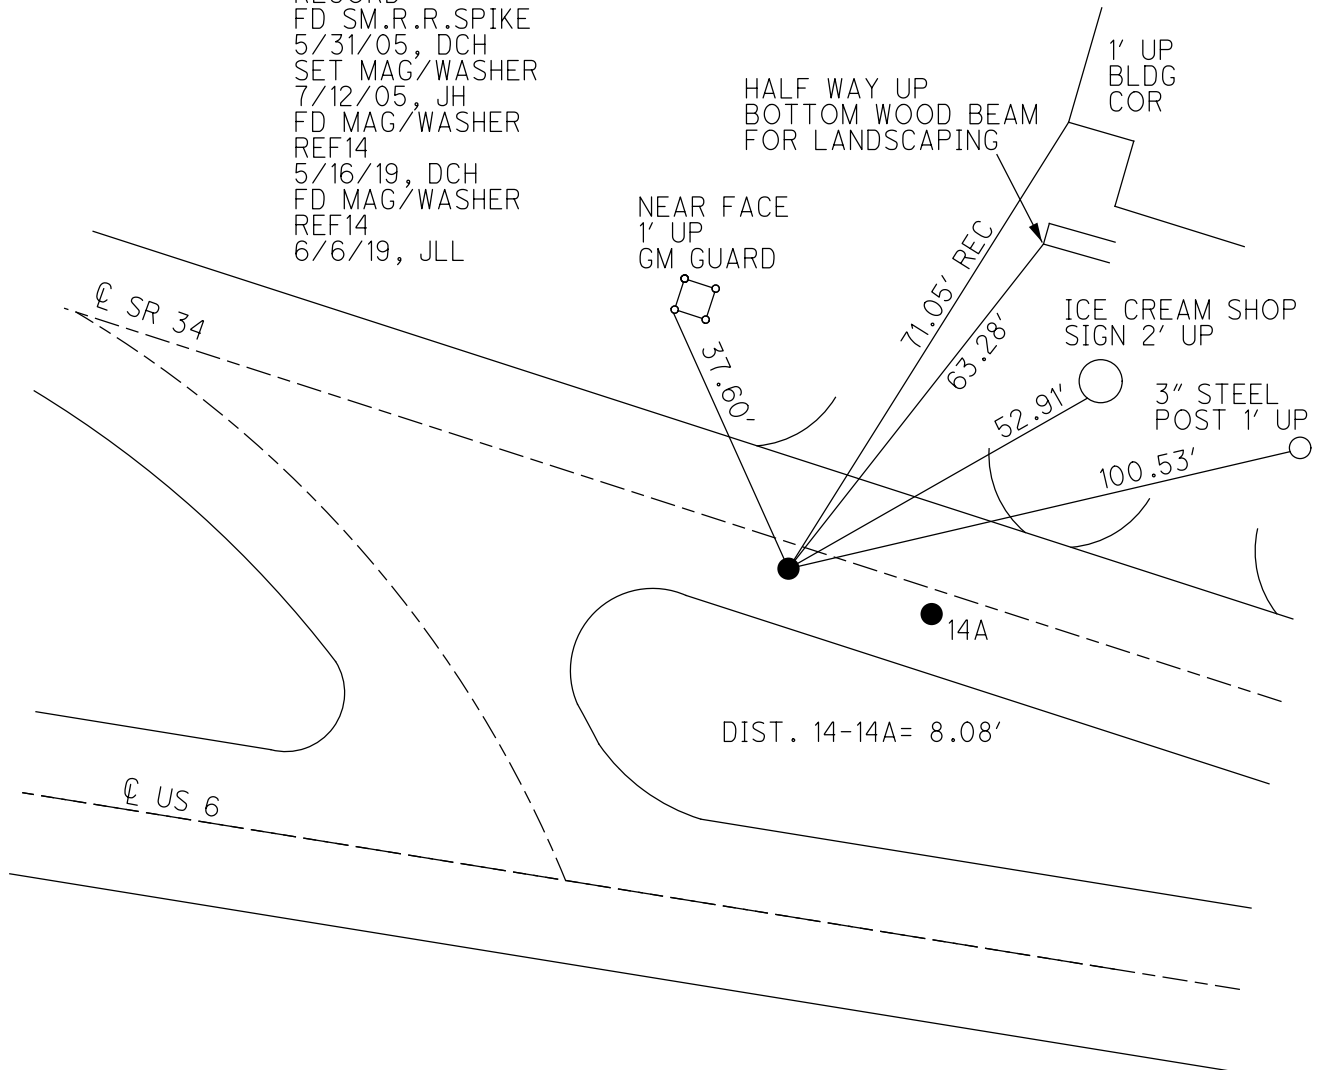 RECORD
FD SM.R.R.SPIKE
5/31/05, DCH
SET MAG/WASHER
7/12/05, JH
FD MAG/WASHER
REF14
5/16/19, DCH
FD MAG/WASHER
REF14
6/6/19, JLL
1' UP
BLDG
COR
HALF WAY UP
BOTTOM WOOD BEAM
FOR LANDSCAPING
NEAR FACE
1' UP
GM GUARD
71.05' REC
63.28'
37.60'
ICE CREAM SHOP
SIGN 2' UP
52.91'
3" STEEL
POST 1' UP
100.53'
℄ SR 34
14A
DIST. 14-14A= 8.08'
℄ US 6